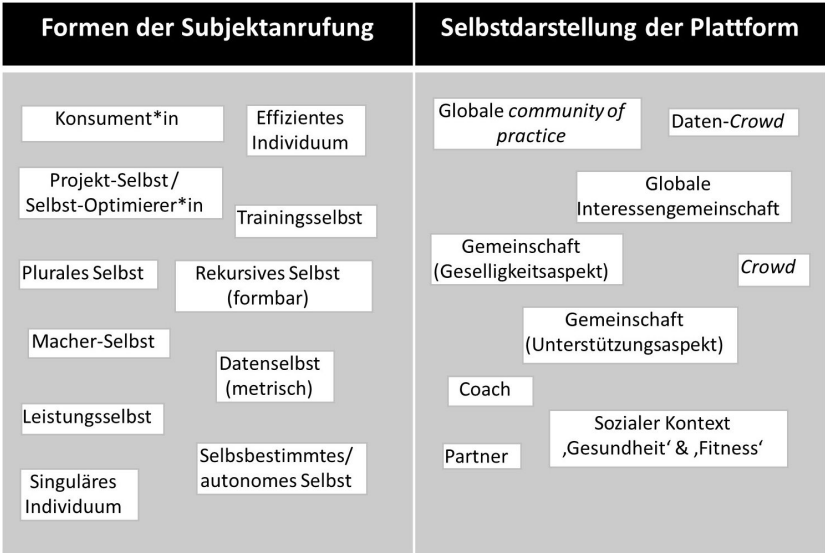 Formen der Subjektanrufung
Selbstdarstellung der Plattform
Konsument*in
Effizientes
Individuum
Projekt-Selbst /
Selbst-Optimierer*in
Trainingsselbst
Plurales Selbst
Rekursives Selbst
(formbar)
Macher-Selbst
Datenselbst
(metrisch)
Leistungsselbst
Selbsbestimmtes/
autonomes Selbst
Singuläres
Individuum
Globale community of
practice
Daten-Crowd
Globale
Interessengemeinschaft
Gemeinschaft
(Geselligkeitsaspekt)
Crowd
Gemeinschaft
(Unterstützungsaspekt)
Coach
Sozialer Kontext
‚Gesundheit‘ & ‚Fitness‘
Partner